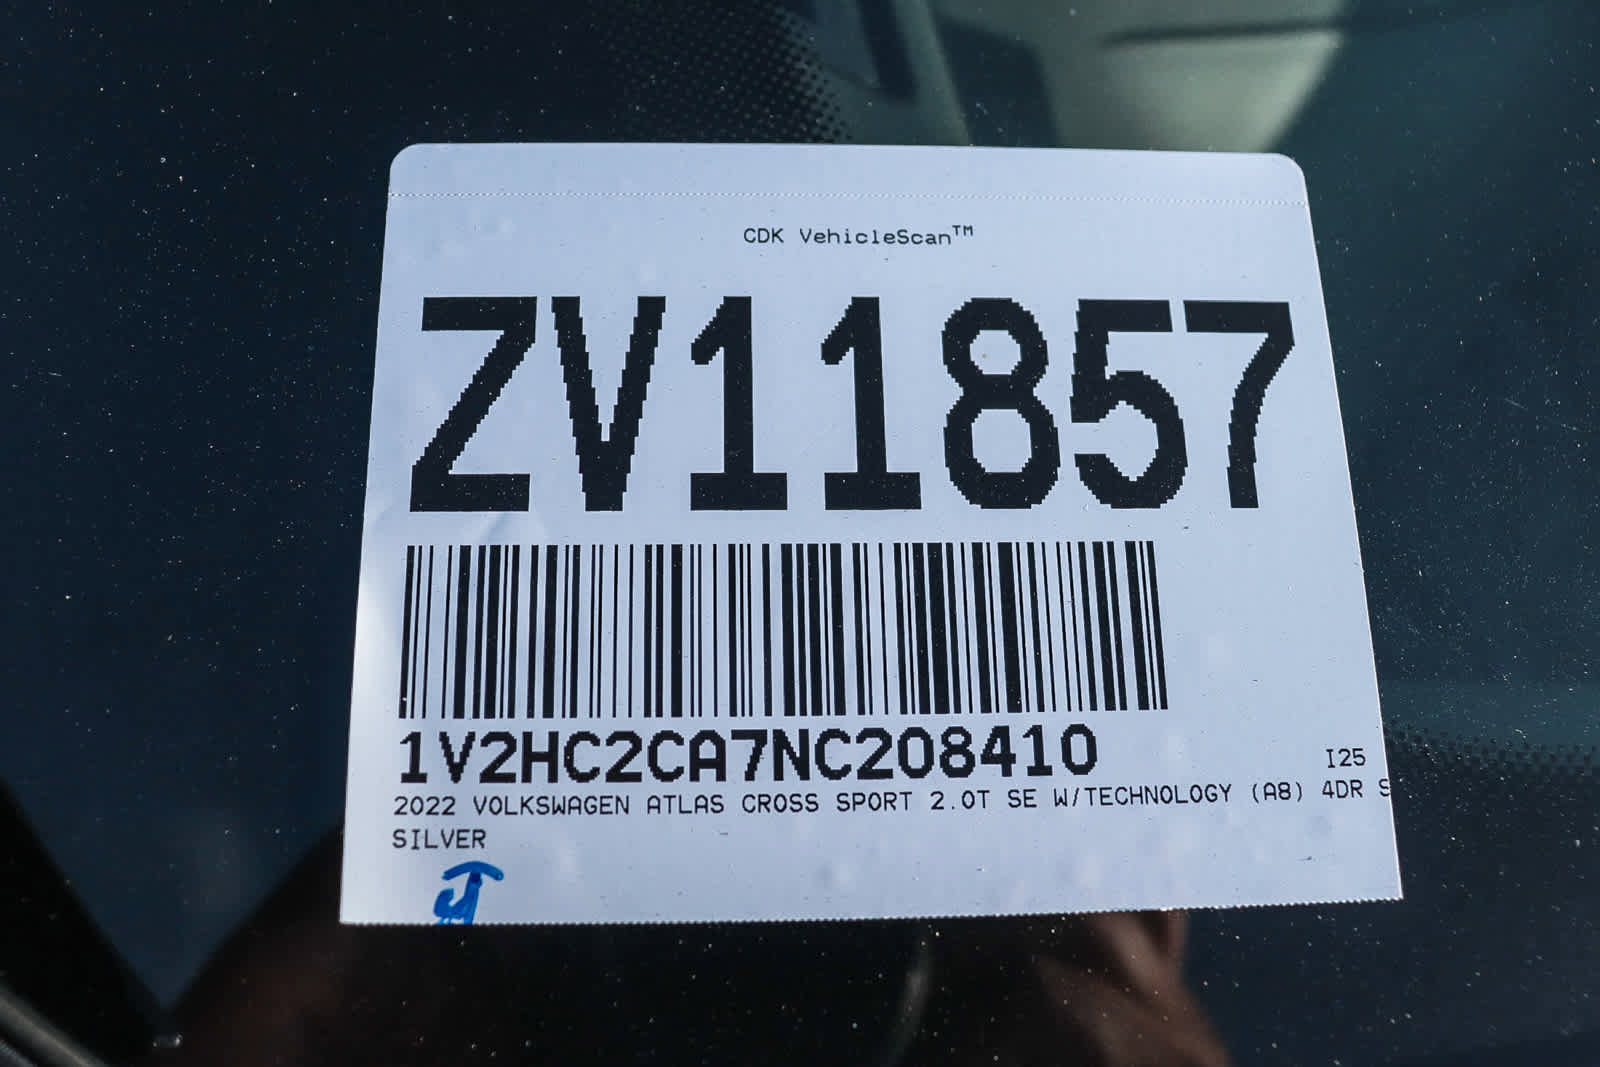 CDK VehicleScan™
ZV11857
1V2HC2CA7NC208410
I25
2022 VOLKSWAGEN ATLAS CROSS SPORT 2.0T SE W/TECHNOLOGY (A8) 4DR S
SILVER
J